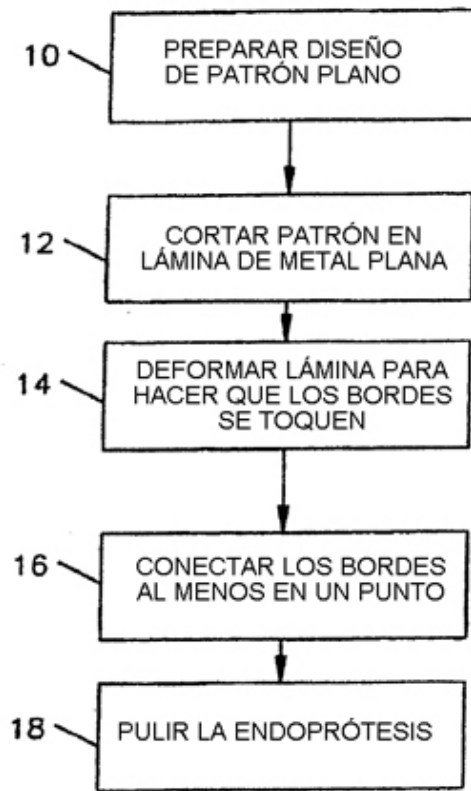 10
PREPARAR DISEÑO
DE PATRÓN PLANO
12
CORTAR PATRÓN EN
LÁMINA DE METAL PLANA
14
DEFORMAR LÁMINA PARA
HACER QUE LOS BORDES
SE TOQUEN
16
CONECTAR LOS BORDES
AL MENOS EN UN PUNTO
18
PULIR LA ENDOPRÓTESIS